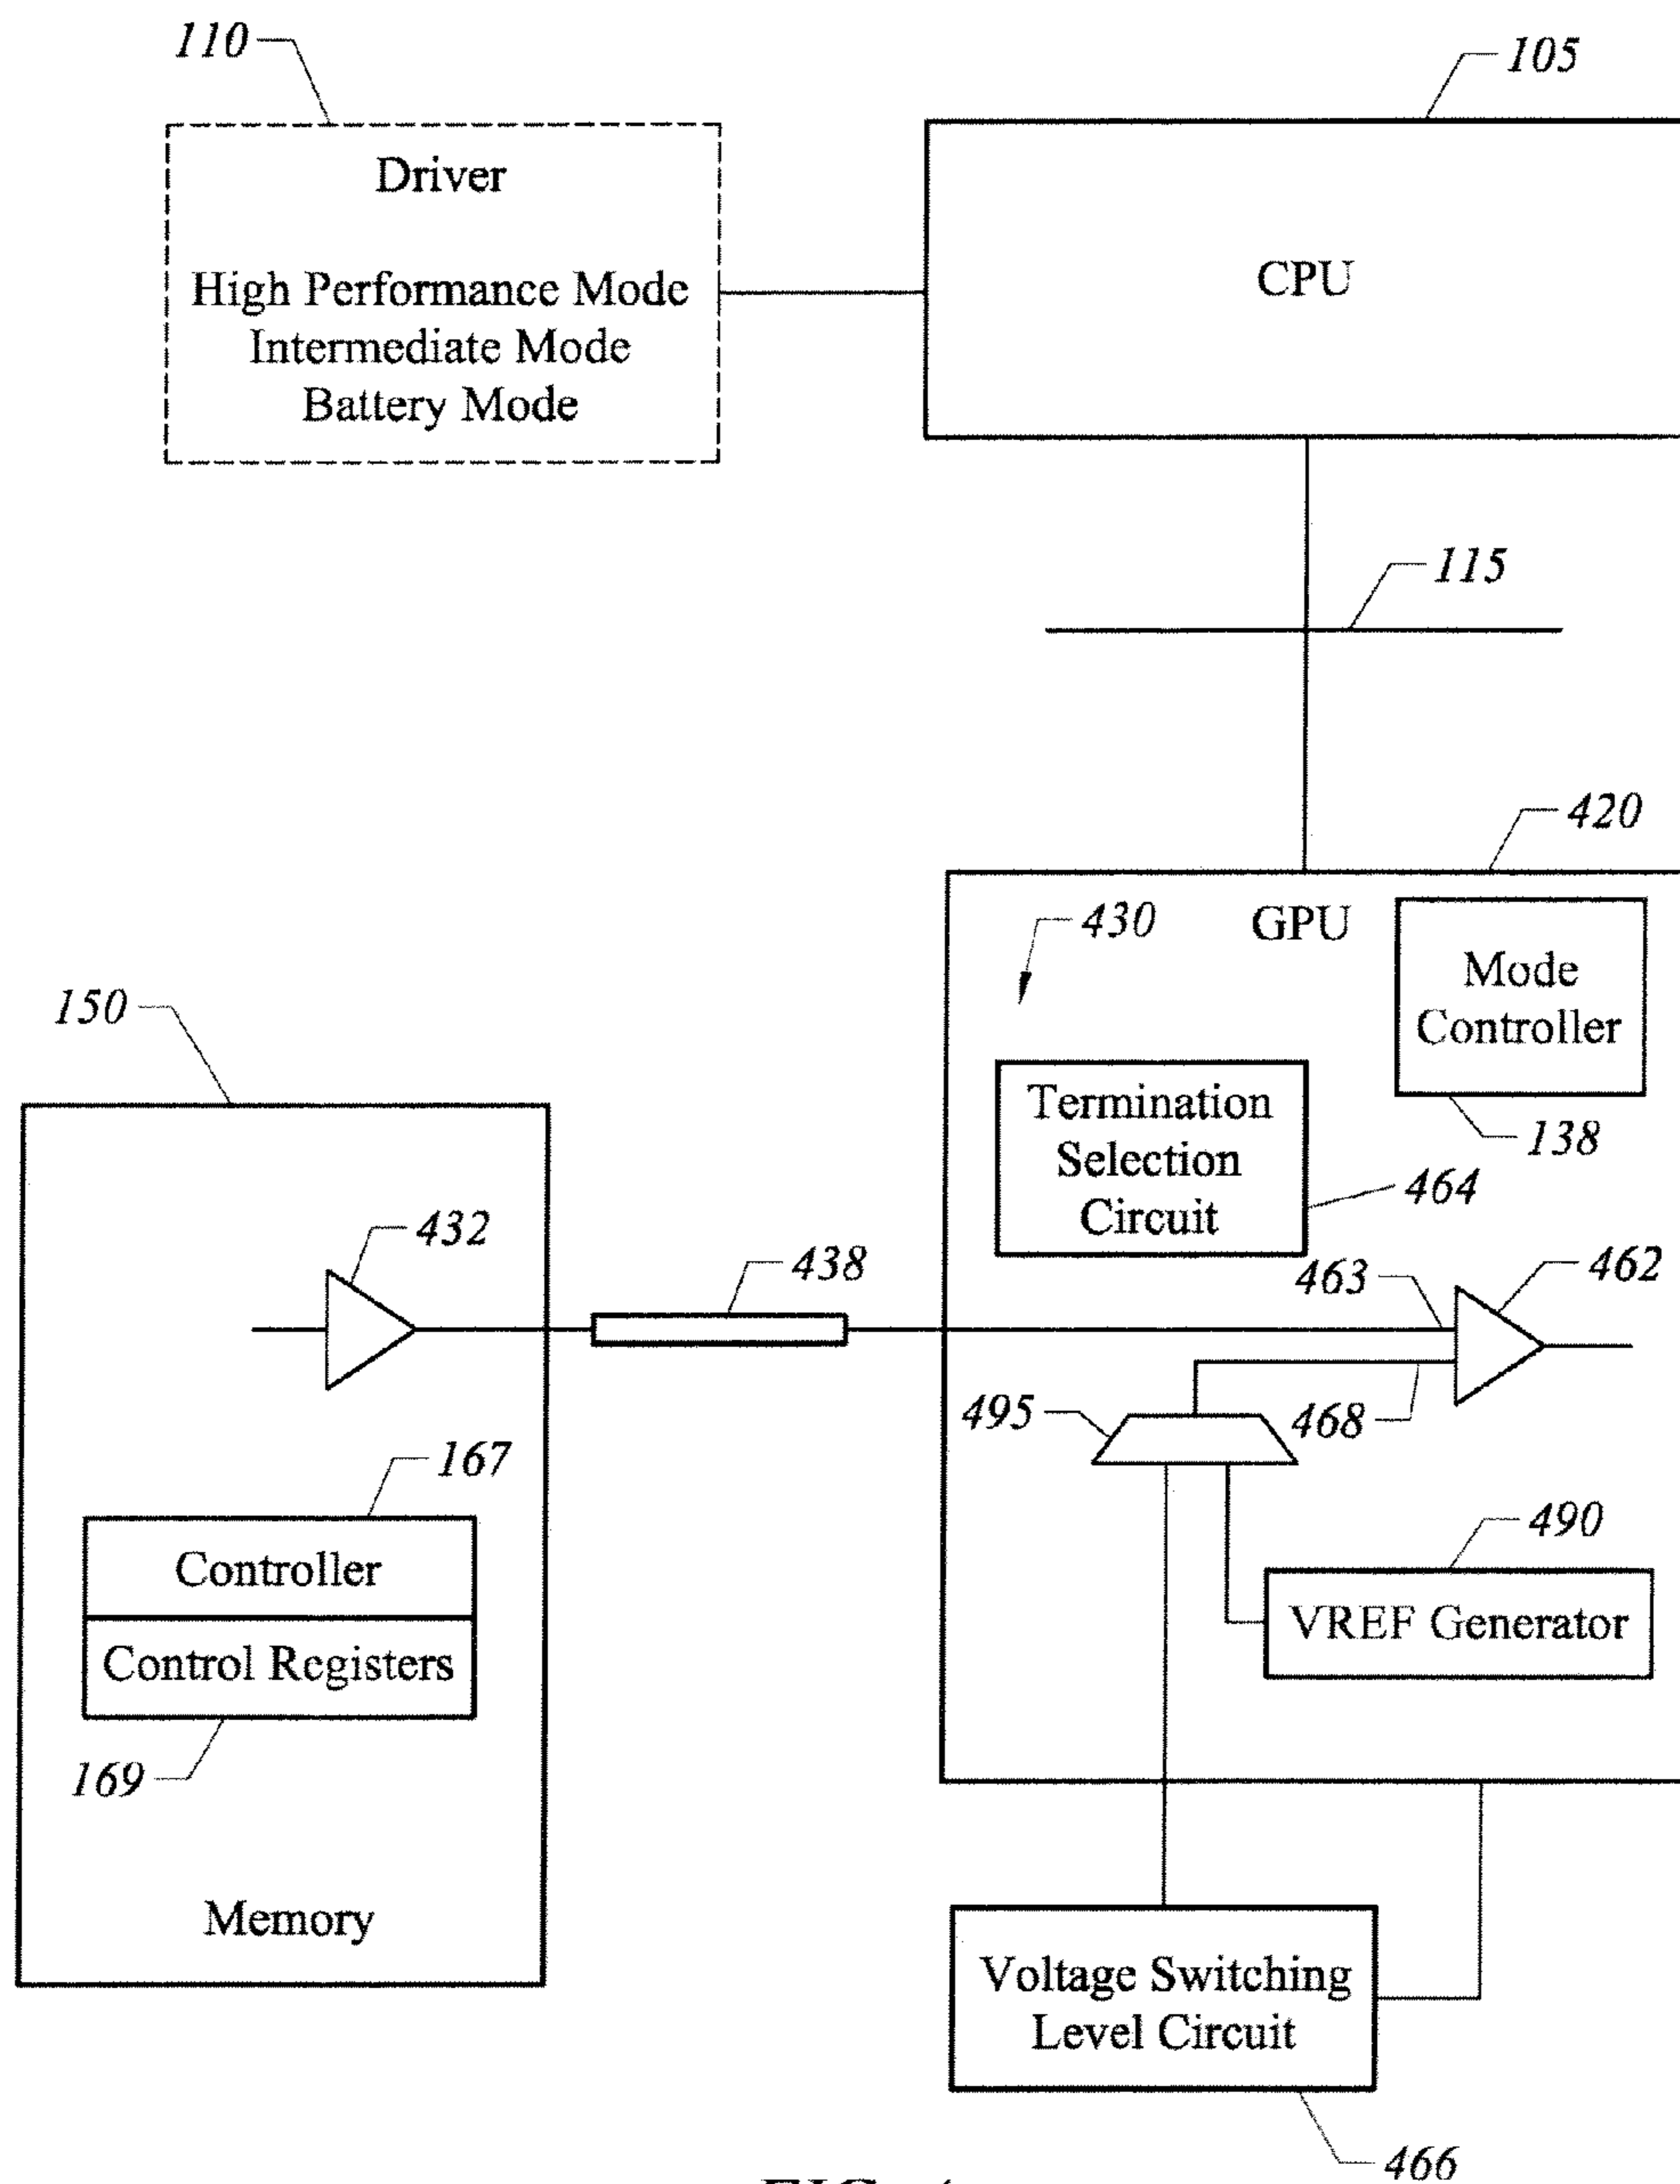 110
105
Driver
High Performance Mode
Intermediate Mode
Battery Mode
CPU
115
420
430
GPU
Mode
Controller
138
150
Termination
Selection
Circuit
464
432
438
463
462
495
468
167
Controller
Control Registers
169
490
VREF Generator
Memory
Voltage Switching
Level Circuit
466